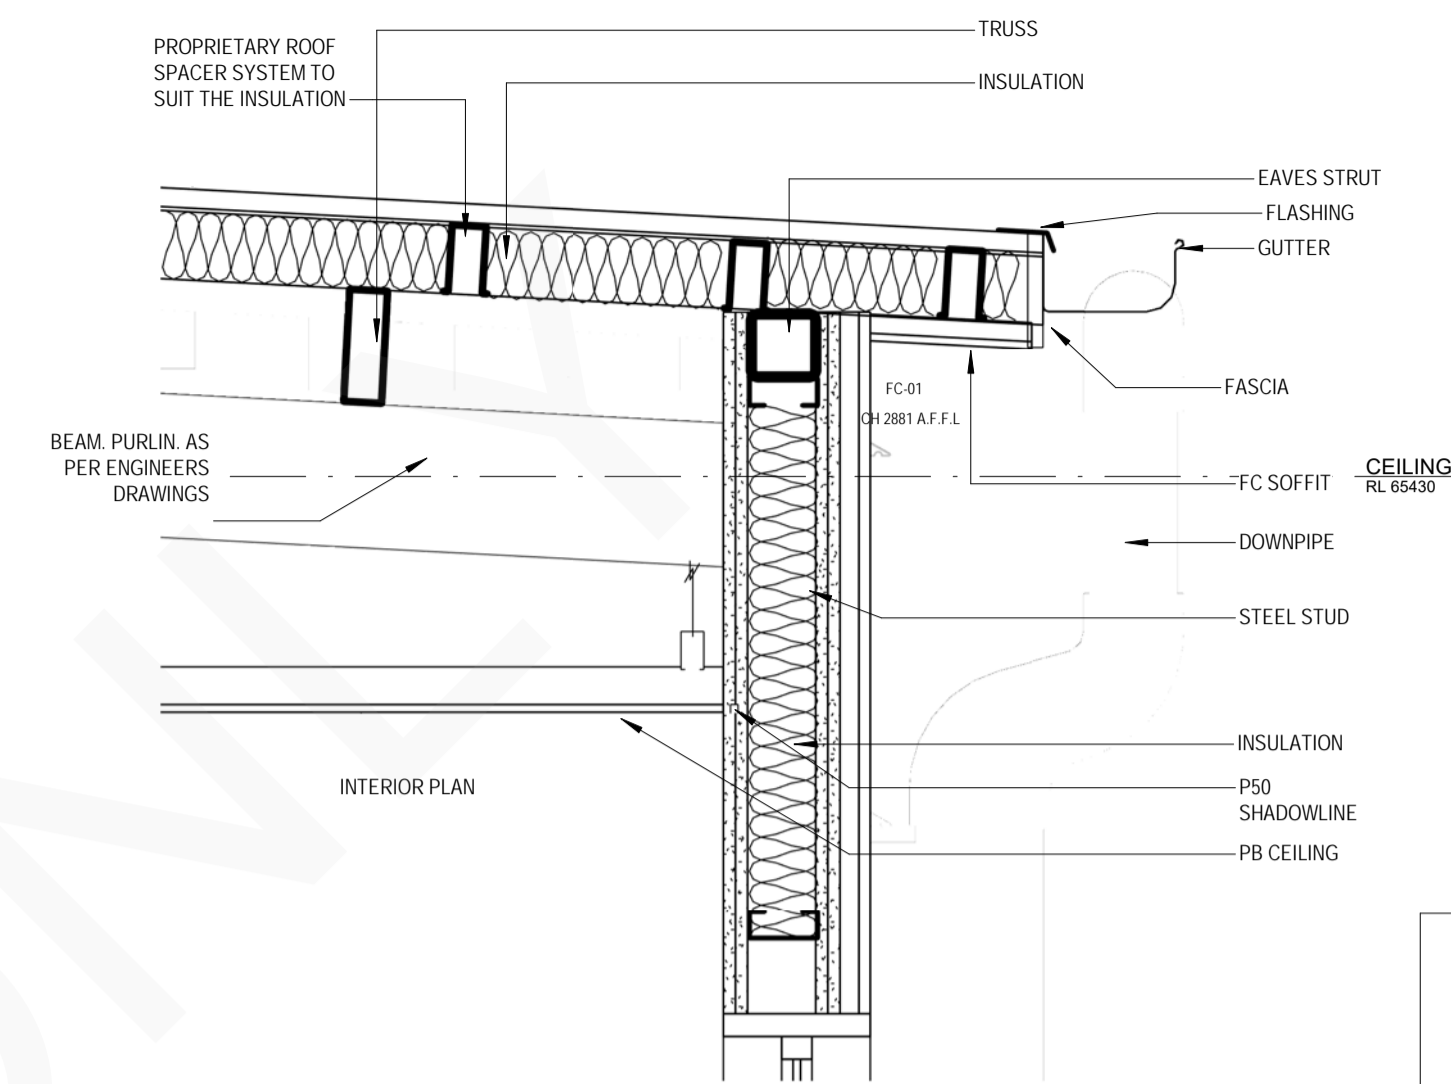 TRUSS
PROPRIETARY ROOF
SPACER SYSTEM TO
SUIT THE INSULATION
INSULATION
EAVES STRUT
FLASHING
GUTTER
FASCIA
FC-01
CH 2881 A.F.F.L
BEAM. PURLIN. AS
PER ENGINEERS
DRAWINGS
FC SOFFIT
CEILING
RL 65430
DOWNPIPE
STEEL STUD
INSULATION
INTERIOR PLAN
P50
SHADOWLINE
PB CEILING
ONLY